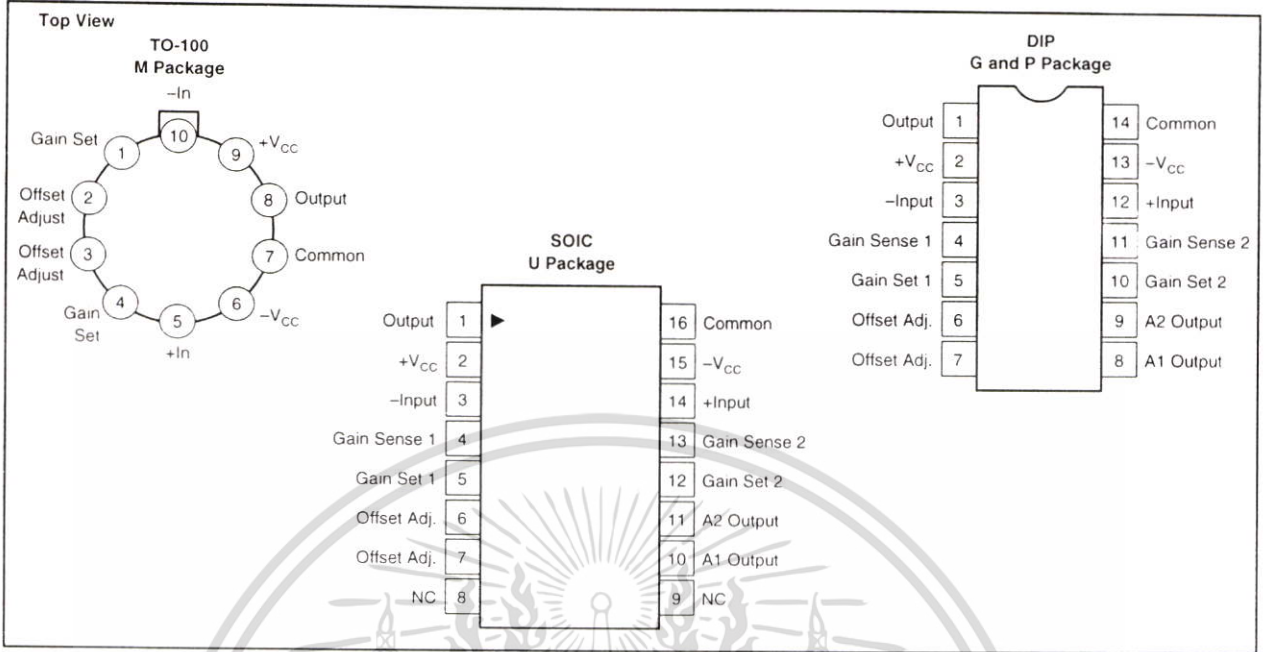 Top View
TO-100
M Package
–In
10
Gain Set
1
9
+VCC
Offset
Adjust
2
8
Output
Offset
Adjust
3
7
Common
Gain
Set
4
6
–VCC
5
+In
SOIC
U Package
Output 1
16 Common
+VCC 2
15 –VCC
–Input 3
14 +Input
Gain Sense 1 4
13 Gain Sense 2
Gain Set 1 5
12 Gain Set 2
Offset Adj. 6
11 A2 Output
Offset Adj. 7
10 A1 Output
NC 8
9 NC
DIP
G and P Package
Output 1
14 Common
+VCC 2
13 –VCC
–Input 3
12 +Input
Gain Sense 1 4
11 Gain Sense 2
Gain Set 1 5
10 Gain Set 2
Offset Adj. 6
9 A2 Output
Offset Adj. 7
8 A1 Output